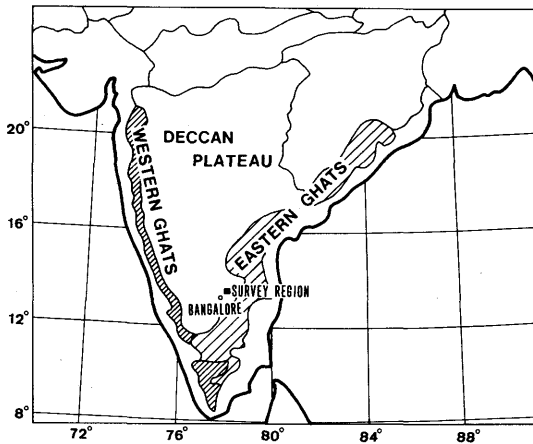 DECCAN
PLATEAU
WESTERN GHATS
EASTERN GHATS
SURVEY REGION
BANGALORE
20°
16°
12°
8°
72°
76°
80°
84°
88°